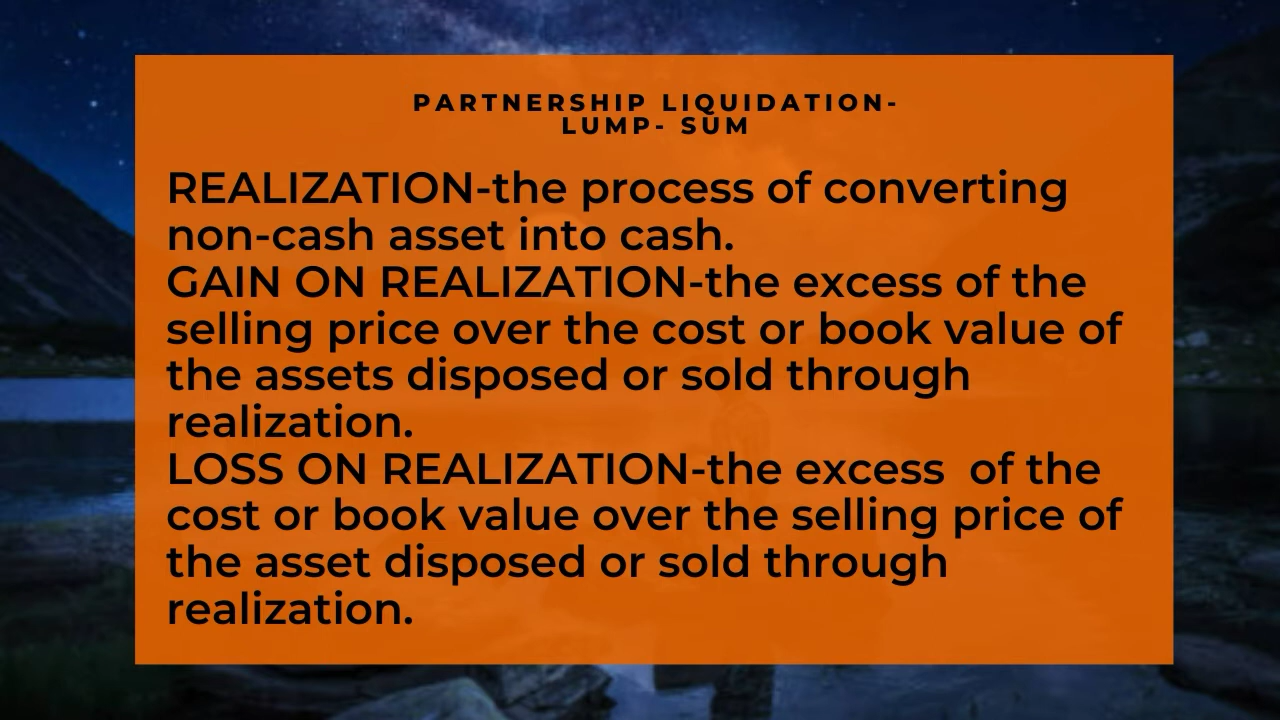 PARTNERSHIP LIQUIDATION-
LUMP- SUM
REALIZATION-the process of converting
non-cash asset into cash.
GAIN ON REALIZATION-the excess of the
selling price over the cost or book value of
the assets disposed or sold through
realization.
LOSS ON REALIZATION-the excess  of the
cost or book value over the selling price of
the asset disposed or sold through
realization.